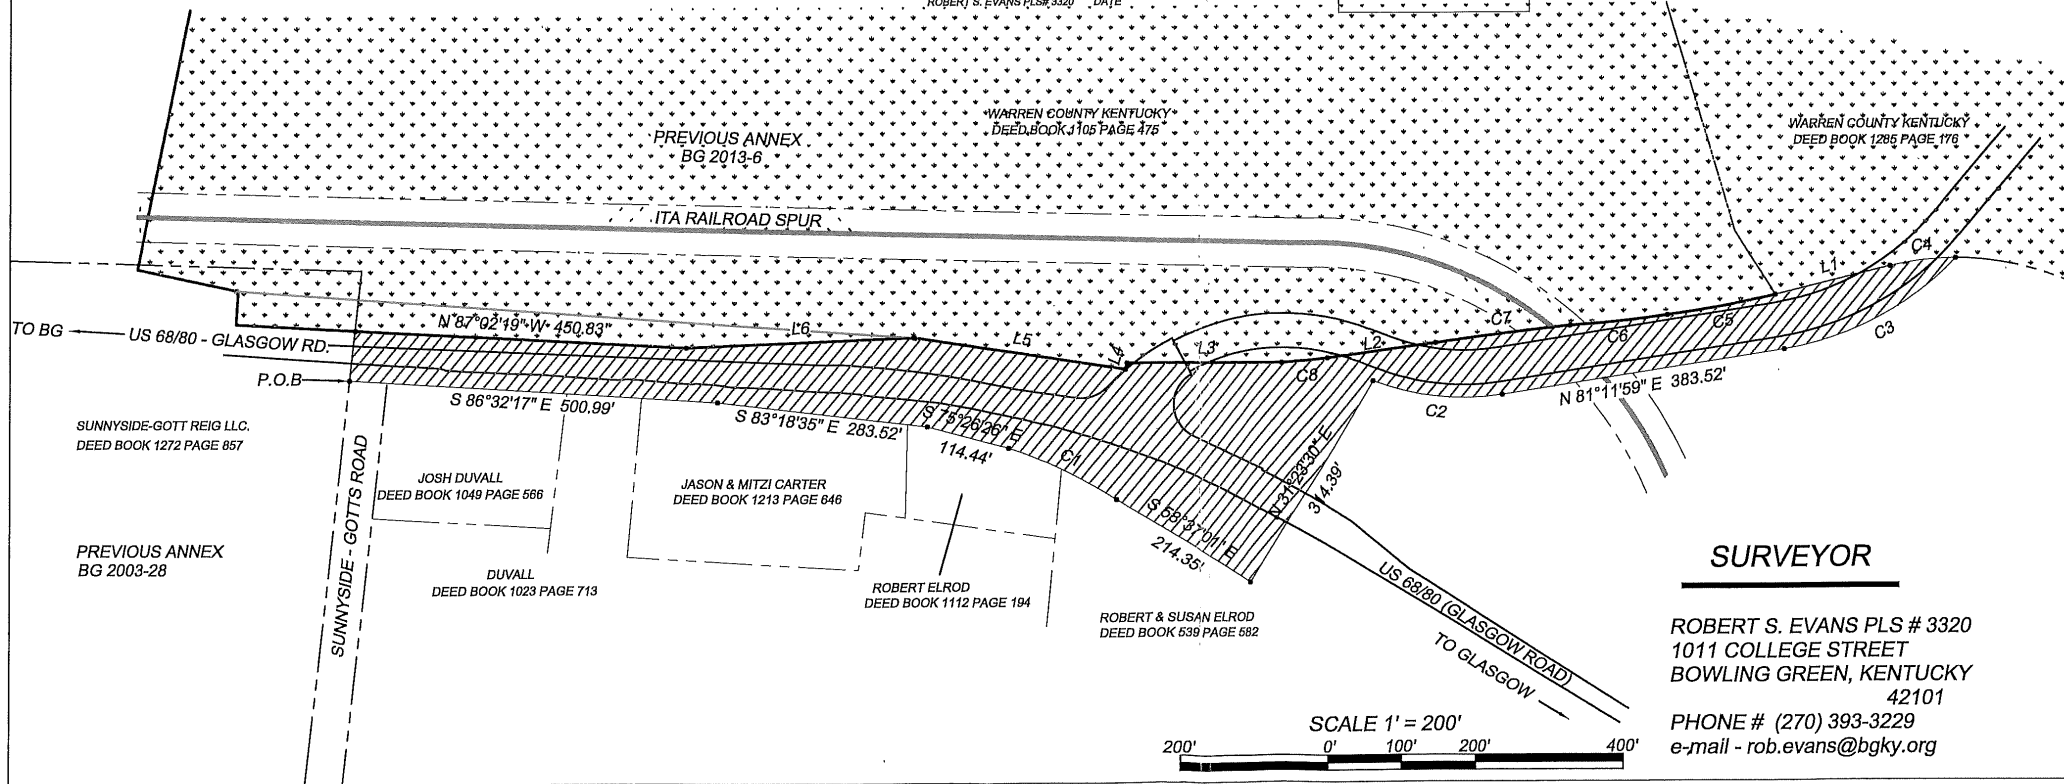 ROBERT S. EVANS PLS# 3320 DATE
WARREN COUNTY KENTUCKY
DEED BOOK 1105 PAGE 475
WARREN COUNTY KENTUCKY
DEED BOOK 1285 PAGE 176
PREVIOUS ANNEX
BG 2013-6
ITA RAILROAD SPUR
C4
L1
C3
C5
C6
C7
L2
C8
L3
L4
L5
L6
N 87°02'19" W 450.83'
TO BG
US 68/80 - GLASGOW RD.
P.O.B
S 86°32'17" E 500.99'
S 83°18'35" E 283.52'
S 75°26'26" E
114.44'
C1
S 58°37'01" E
214.35'
N 31°23'30" E
314.39'
C2
N 81°11'59" E 383.52'
SUNNYSIDE-GOTT REIG LLC.
DEED BOOK 1272 PAGE 857
SUNNYSIDE - GOTTS ROAD
JOSH DUVALL
DEED BOOK 1049 PAGE 566
JASON & MITZI CARTER
DEED BOOK 1213 PAGE 646
PREVIOUS ANNEX
BG 2003-28
DUVALL
DEED BOOK 1023 PAGE 713
ROBERT ELROD
DEED BOOK 1112 PAGE 194
ROBERT & SUSAN ELROD
DEED BOOK 539 PAGE 582
US 68/80 (GLASGOW ROAD)
TO GLASGOW
SURVEYOR
ROBERT S. EVANS PLS # 3320
1011 COLLEGE STREET
BOWLING GREEN, KENTUCKY
42101
PHONE # (270) 393-3229
e-mail - rob.evans@bgky.org
SCALE 1' = 200'
200' 0' 100' 200' 400'